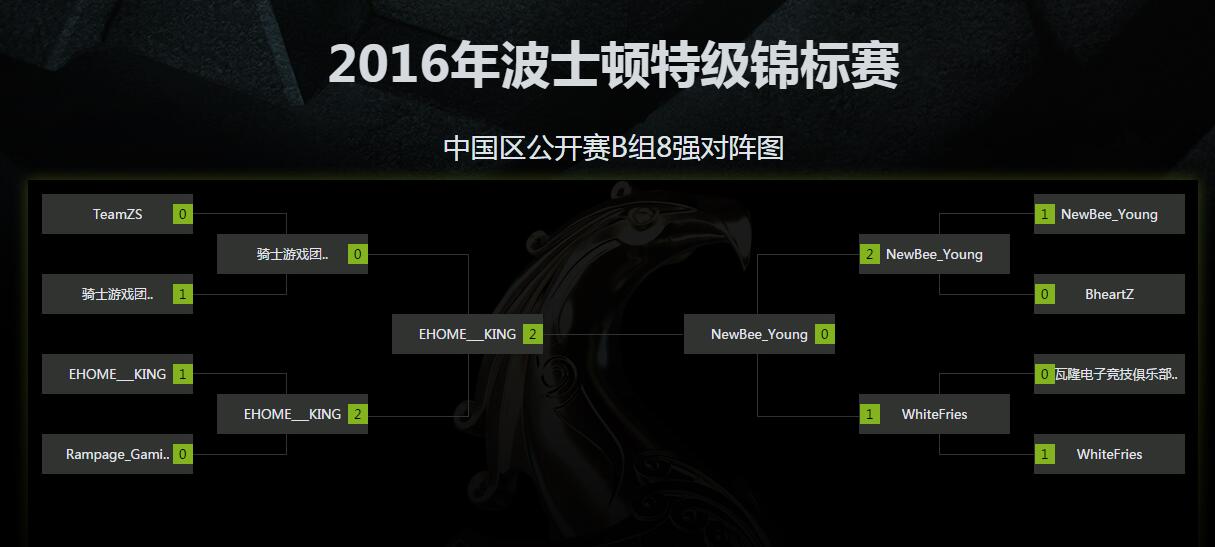 2016年波士顿特级锦标赛
中国区公开赛B组8强对阵图
TeamZS 0
骑士游戏团.. 1
EHOME___KING 1
Rampage_Gami.. 0
骑士游戏团.. 0
EHOME___KING 2
EHOME___KING 2
NewBee_Young 0
2 NewBee_Young
1 WhiteFries
1 NewBee_Young
0 BheartZ
0 瓦隆电子竞技俱乐部..
1 WhiteFries